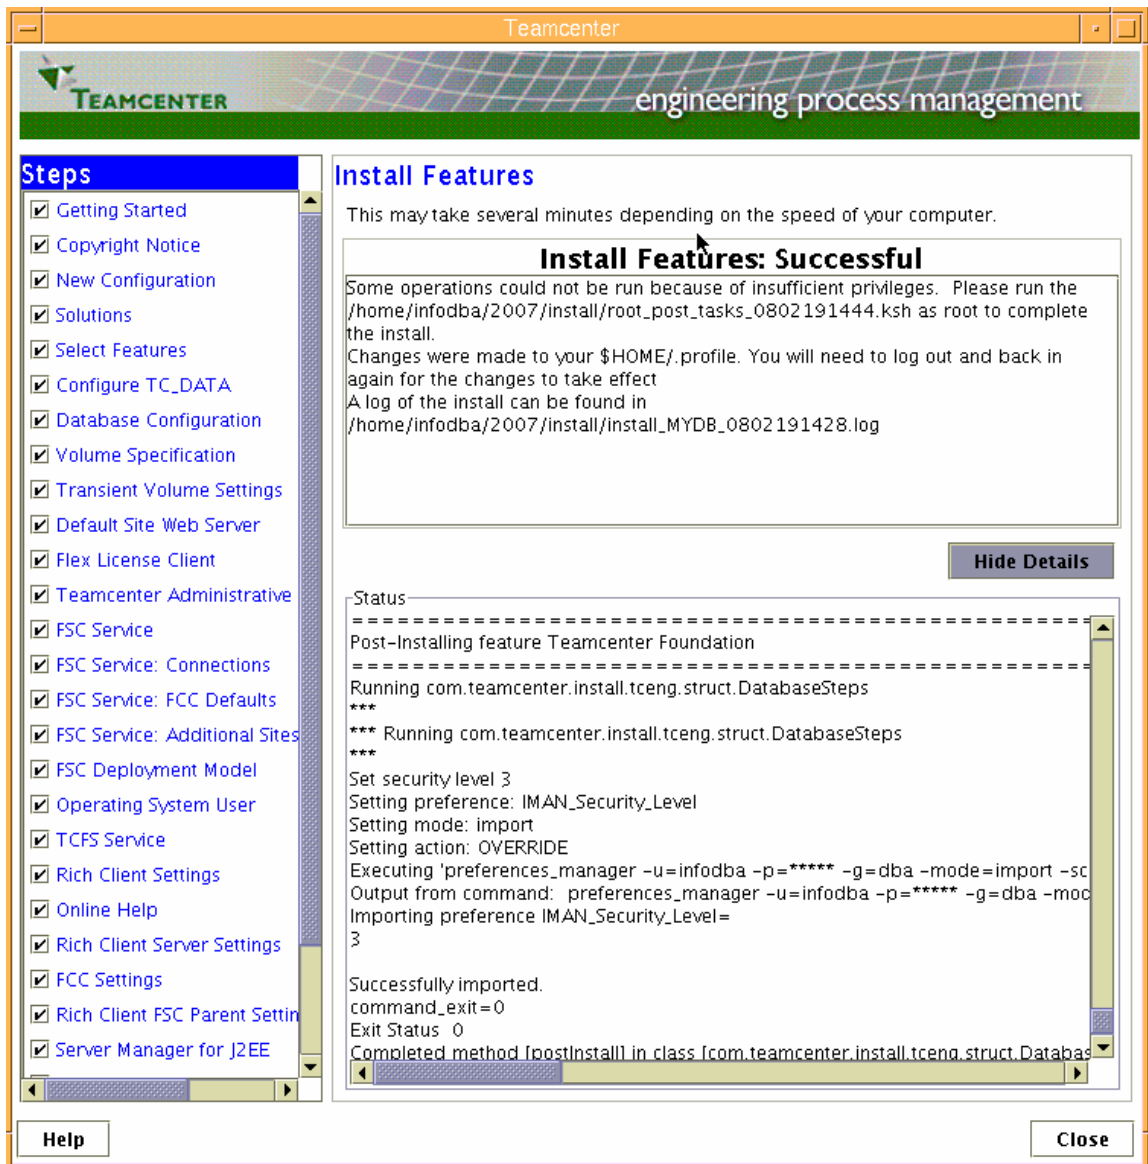 Teamcenter
TEAMCENTER
engineering process management
Steps
Getting Started
Copyright Notice
New Configuration
Solutions
Select Features
Configure TC_DATA
Database Configuration
Volume Specification
Transient Volume Settings
Default Site Web Server
Flex License Client
Teamcenter Administrative
FSC Service
FSC Service: Connections
FSC Service: FCC Defaults
FSC Service: Additional Sites
FSC Deployment Model
Operating System User
TCFS Service
Rich Client Settings
Online Help
Rich Client Server Settings
FCC Settings
Rich Client FSC Parent Settin
Server Manager for J2EE
Install Features
This may take several minutes depending on the speed of your computer.
Install Features: Successful
Some operations could not be run because of insufficient privileges.  Please run the
/home/infodba/2007/install/root_post_tasks_0802191444.ksh as root to complete
the install.
Changes were made to your $HOME/.profile. You will need to log out and back in
again for the changes to take effect
A log of the install can be found in
/home/infodba/2007/install/install_MYDB_0802191428.log
Hide Details
Status
================================================
Post-Installing feature Teamcenter Foundation
================================================
Running com.teamcenter.install.tceng.struct.DatabaseSteps
***
*** Running com.teamcenter.install.tceng.struct.DatabaseSteps
***
Set security level 3
Setting preference: IMAN_Security_Level
Setting mode: import
Setting action: OVERRIDE
Executing 'preferences_manager -u=infodba -p=***** -g=dba -mode=import -sc
Output from command:  preferences_manager -u=infodba -p=***** -g=dba -mod
Importing preference IMAN_Security_Level=
3
Successfully imported.
command_exit=0
Exit Status  0
Completed method [postInstall] in class [com.teamcenter.install.tceng.struct.Databas
Help
Close